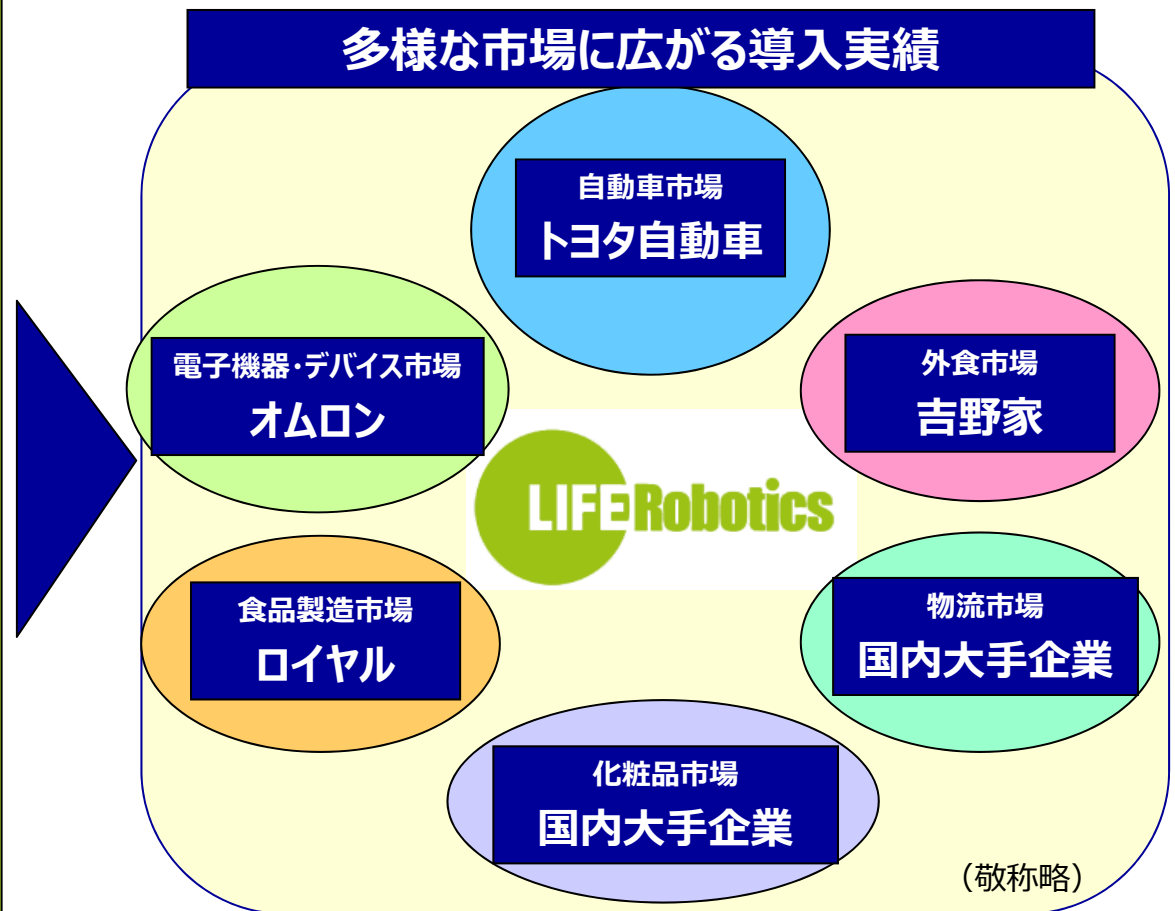 多様な市場に広がる導入実績
自動車市場
トヨタ自動車
電子機器・デバイス市場
オムロン
外食市場
吉野家
LIFERobotics
食品製造市場
ロイヤル
物流市場
国内大手企業
化粧品市場
国内大手企業
（敬称略）